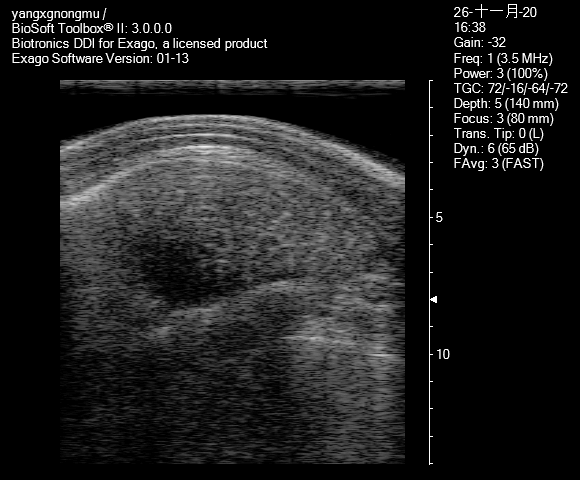 yangxgnongmu /
BioSoft Toolbox® II: 3.0.0.0
Biotronics DDI for Exago, a licensed product
Exago Software Version: 01-13
26-十一月-20
16:38
Gain: -32
Freq: 1 (3.5 MHz)
Power: 3 (100%)
TGC: 72/-16/-64/-72
Depth: 5 (140 mm)
Focus: 3 (80 mm)
Trans. Tip: 0 (L)
Dyn.: 6 (65 dB)
FAvg: 3 (FAST)
5
10